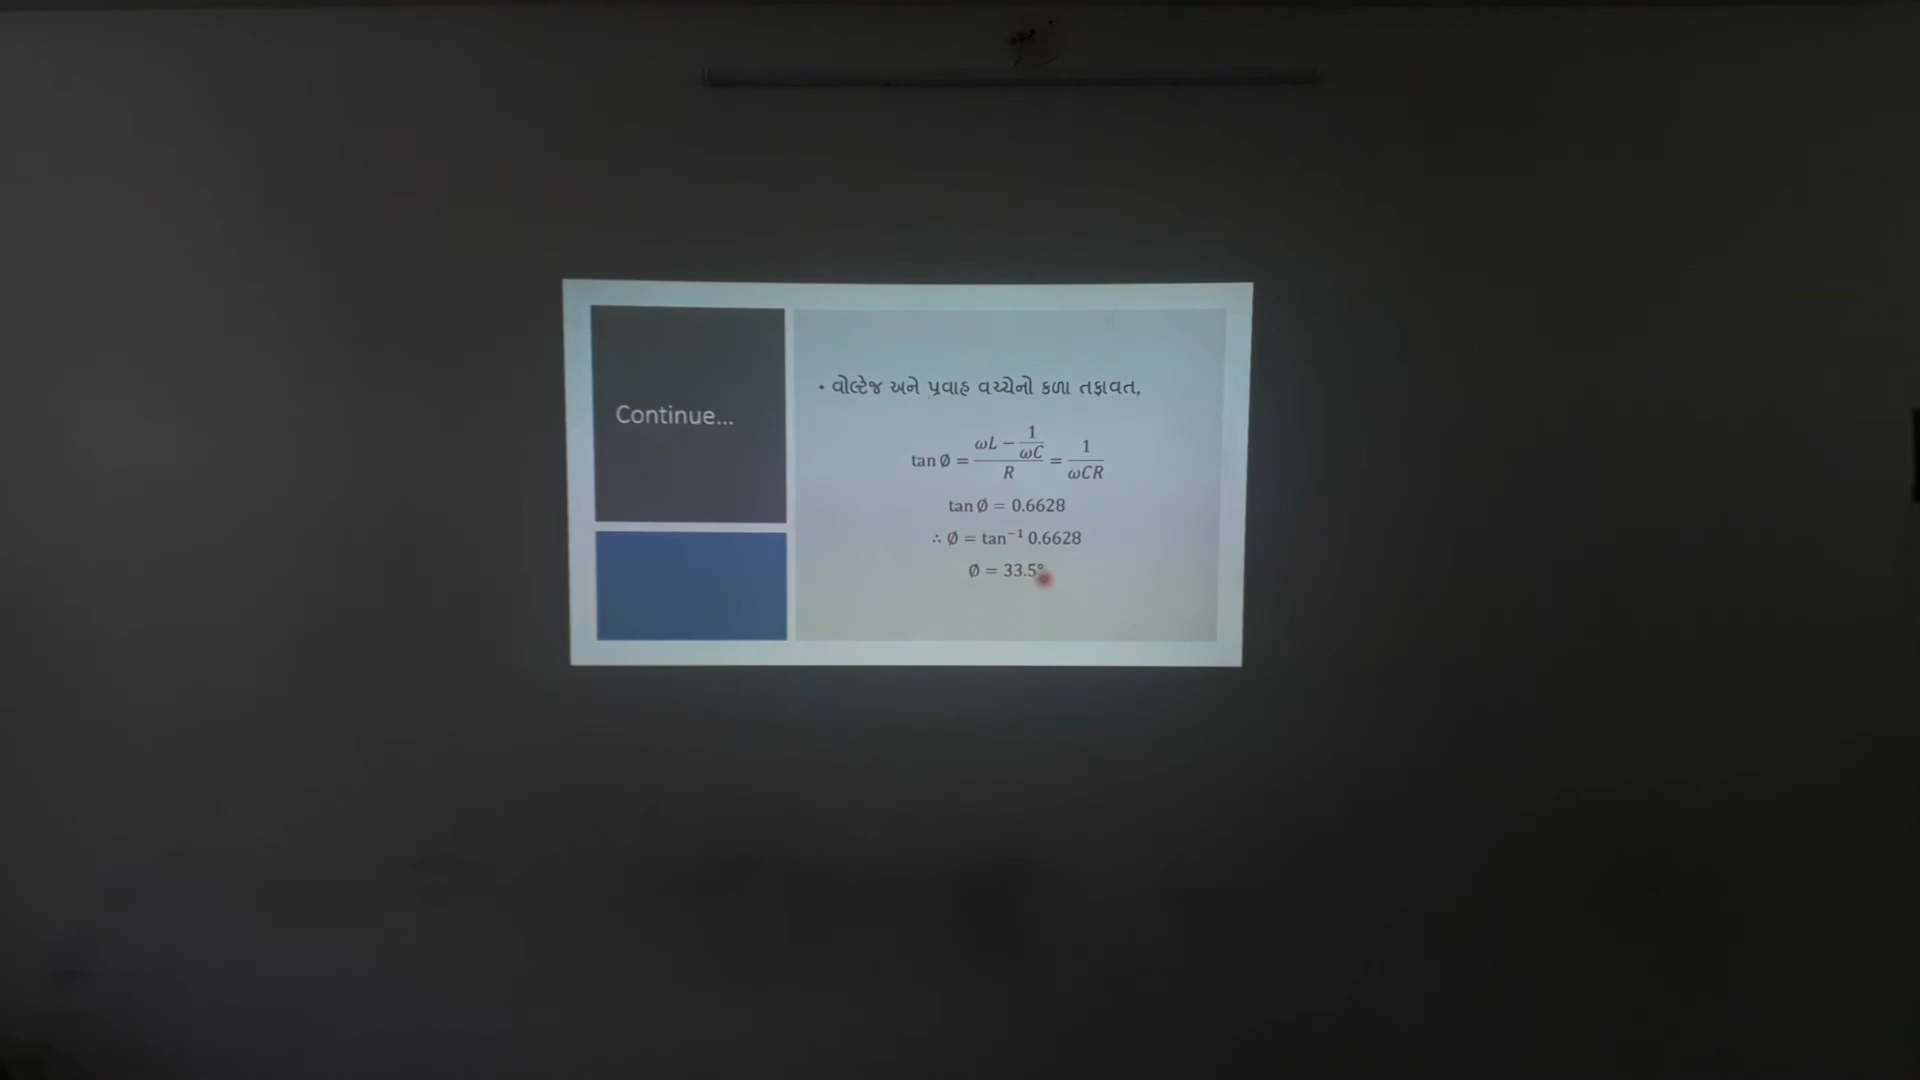 Continue...
• વોલ્ટેજ અને પ્રવાહ વચ્ચેનો કળા તફાવત,
tan Ø = (ωL − 1/ωC)/R = 1/ωCR
tan Ø = 0.6628
∴ Ø = tan⁻¹ 0.6628
Ø = 33.5°